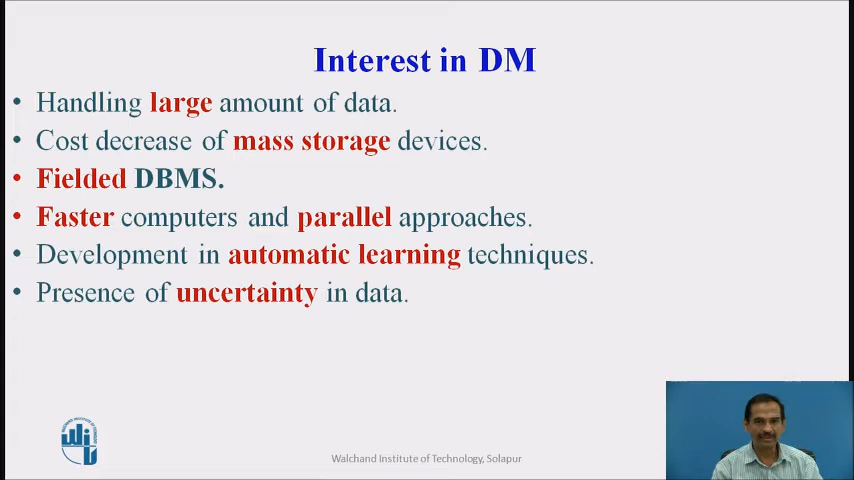 Interest in DM
• Handling large amount of data.
• Cost decrease of mass storage devices.
• Fielded DBMS.
• Faster computers and parallel approaches.
• Development in automatic learning techniques.
• Presence of uncertainty in data.
Walchand Institute of Technology, Solapur